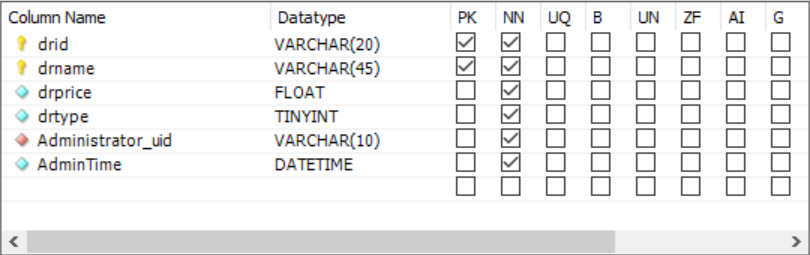 Column Name Datatype PK NN UQ B UN ZF AI G
drid VARCHAR(20)
drname VARCHAR(45)
drprice FLOAT
drtype TINYINT
Administrator_uid VARCHAR(10)
AdminTime DATETIME